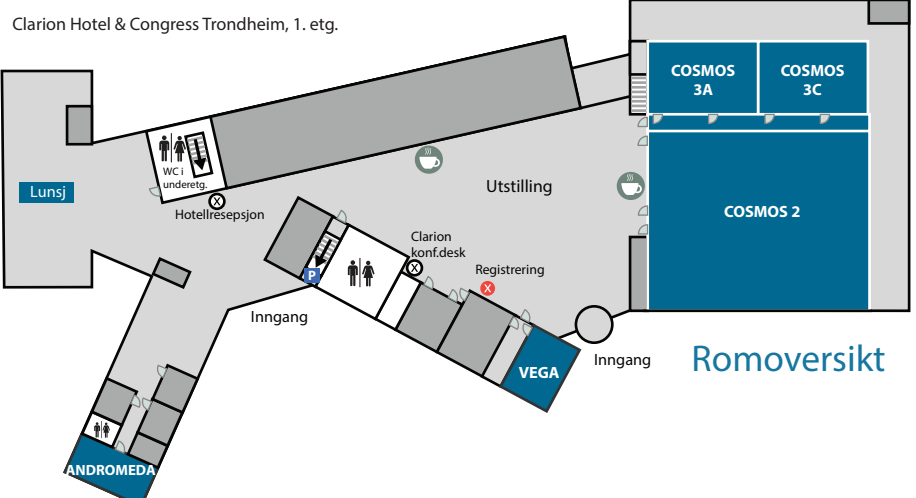 Clarion Hotel & Congress Trondheim, 1. etg.
COSMOS
3A
COSMOS
3C
WC i
underetg.
Lunsj
Utstilling
Hotellresepsjon
X
COSMOS 2
Clarion
konf.desk
X
Registrering
X
P
Inngang
Inngang
Romoversikt
VEGA
ANDROMEDA